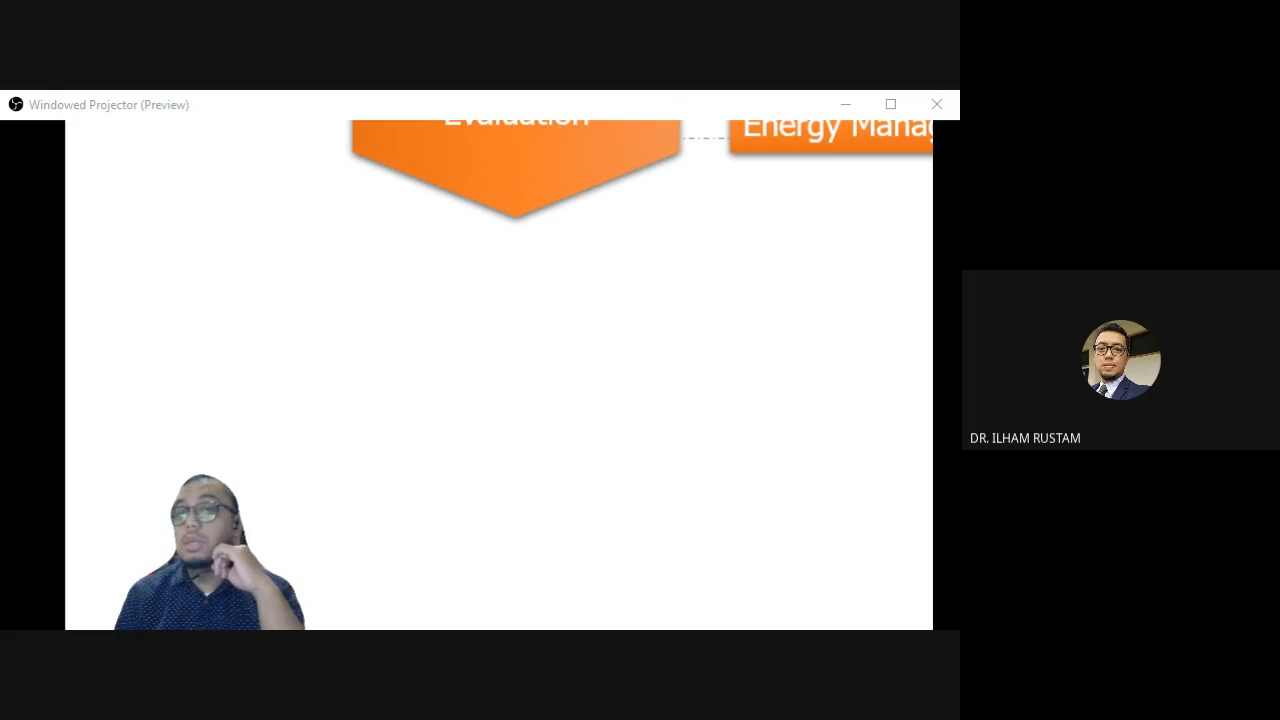 Windowed Projector (Preview)
Evaluation
Energy Manag
DR. ILHAM RUSTAM